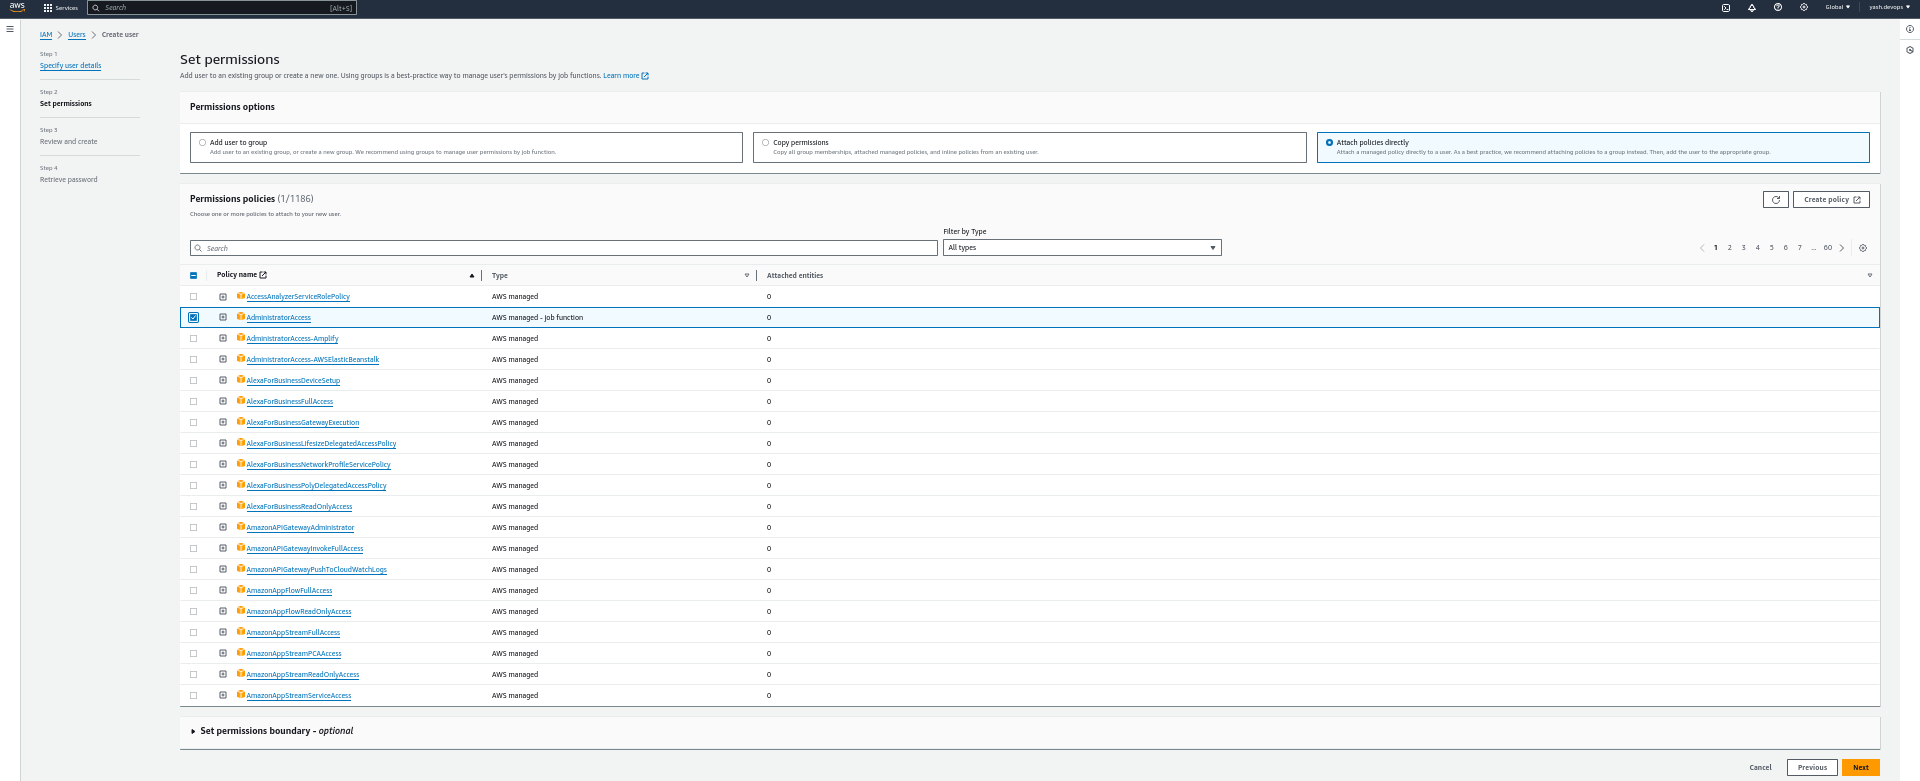 aws
Services
Search
[Alt+S]
Global
yash.devops
IAM
Users
Create user
Step 1
Specify user details
Step 2
Set permissions
Step 3
Review and create
Step 4
Retrieve password
Set permissions
Add user to an existing group or create a new one. Using groups is a best-practice way to manage user's permissions by job functions. Learn more
Permissions options
Add user to group
Add user to an existing group, or create a new group. We recommend using groups to manage user permissions by job function.
Copy permissions
Copy all group memberships, attached managed policies, and inline policies from an existing user.
Attach policies directly
Attach a managed policy directly to a user. As a best practice, we recommend attaching policies to a group instead. Then, add the user to the appropriate group.
Permissions policies (1/1186)
Choose one or more policies to attach to your new user.
Create policy
Filter by Type
Search
All types
1 2 3 4 5 6 7 ... 60
Policy name Type Attached entities
AccessAnalyzerServiceRolePolicy AWS managed 0
AdministratorAccess AWS managed - job function 0
AdministratorAccess-Amplify AWS managed 0
AdministratorAccess-AWSElasticBeanstalk AWS managed 0
AlexaForBusinessDeviceSetup AWS managed 0
AlexaForBusinessFullAccess AWS managed 0
AlexaForBusinessGatewayExecution AWS managed 0
AlexaForBusinessLifesizeDelegatedAccessPolicy AWS managed 0
AlexaForBusinessNetworkProfileServicePolicy AWS managed 0
AlexaForBusinessPolyDelegatedAccessPolicy AWS managed 0
AlexaForBusinessReadOnlyAccess AWS managed 0
AmazonAPIGatewayAdministrator AWS managed 0
AmazonAPIGatewayInvokeFullAccess AWS managed 0
AmazonAPIGatewayPushToCloudWatchLogs AWS managed 0
AmazonAppFlowFullAccess AWS managed 0
AmazonAppFlowReadOnlyAccess AWS managed 0
AmazonAppStreamFullAccess AWS managed 0
AmazonAppStreamPCAAccess AWS managed 0
AmazonAppStreamReadOnlyAccess AWS managed 0
AmazonAppStreamServiceAccess AWS managed 0
Set permissions boundary - optional
Cancel
Previous
Next